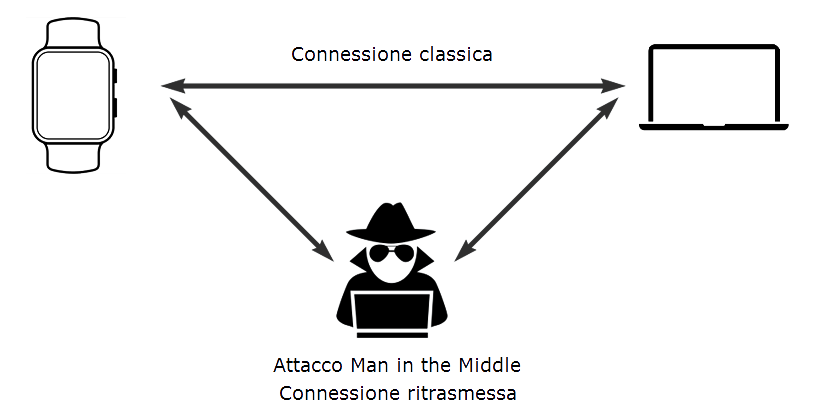 Connessione classica
Attacco Man in the Middle
Connessione ritrasmessa